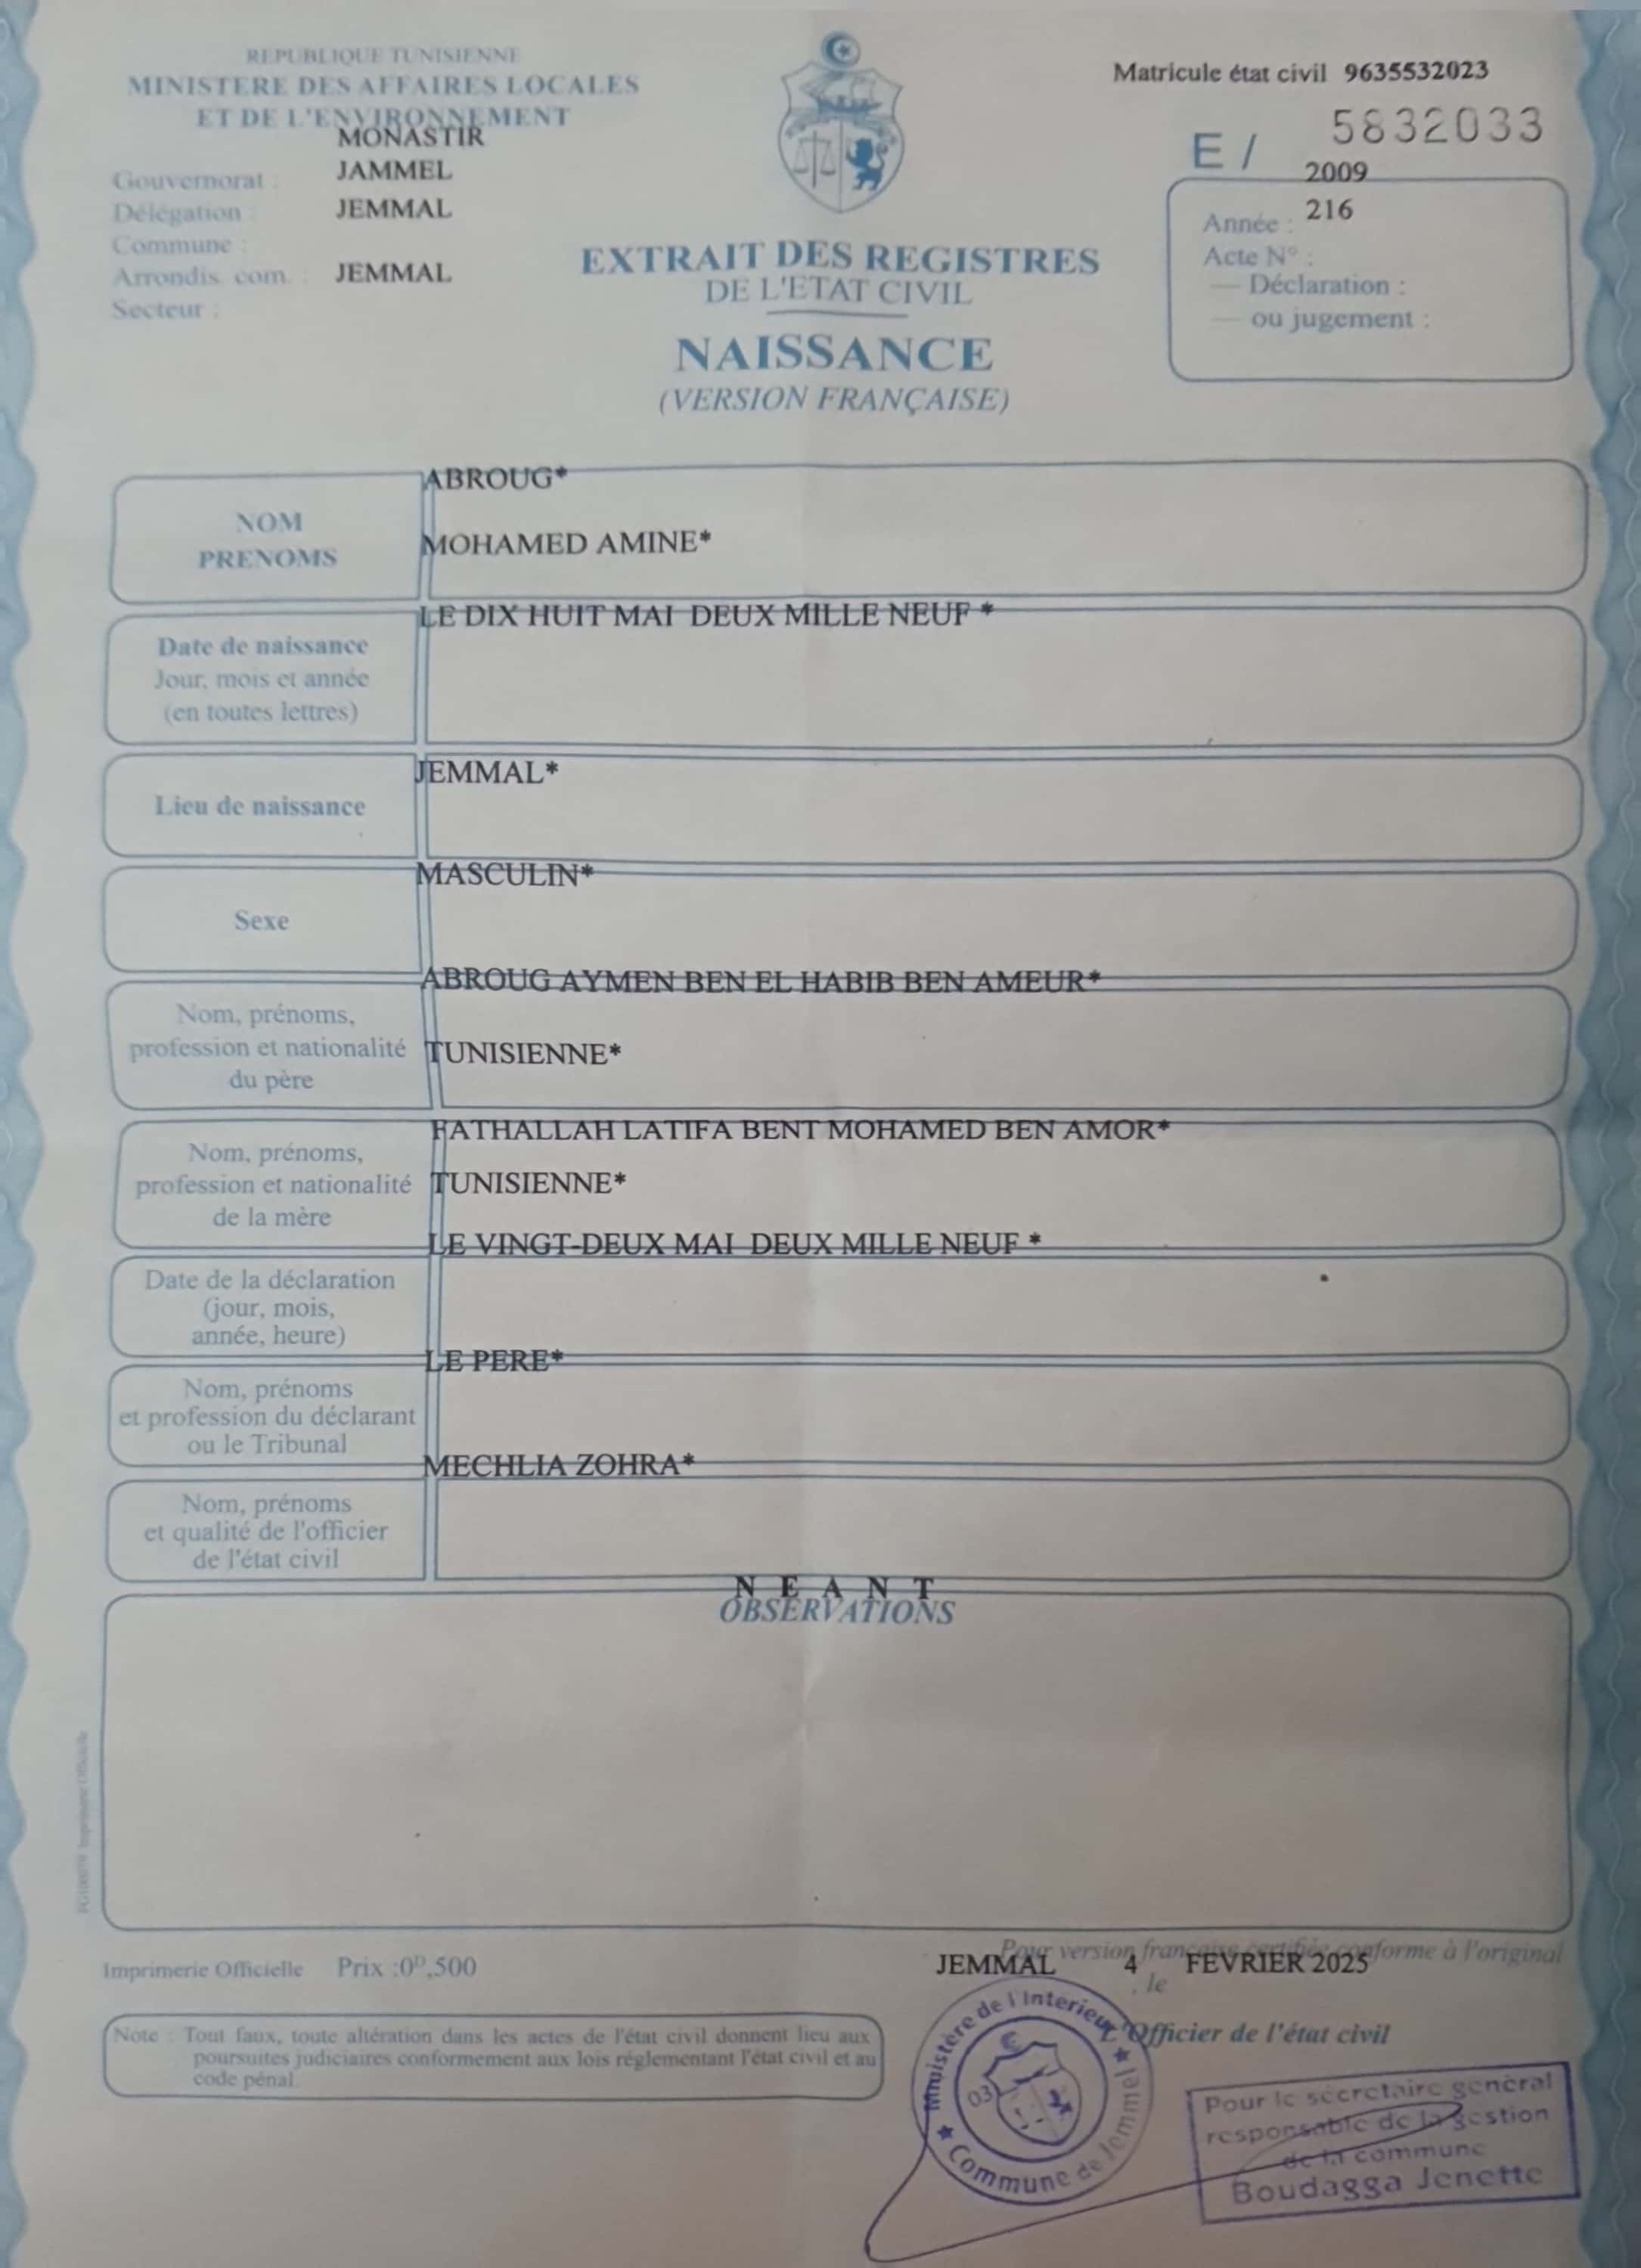 REPUBLIQUE TUNISIENNE
MINISTERE DES AFFAIRES LOCALES
ET DE L'ENVIRONNEMENT
MONASTIR
Gouvernorat : JAMMEL
Délégation : JEMMAL
Commune :
Arrondis. com. : JEMMAL
Secteur :
Matricule état civil 9635532023
E / 5832033
2009
Année : 216
Acte N° :
— Déclaration :
— ou jugement :
EXTRAIT DES REGISTRES
DE L'ETAT CIVIL
NAISSANCE
(VERSION FRANÇAISE)
NOM
PRENOMS
ABROUG*
MOHAMED AMINE*
Date de naissance
Jour, mois et année
(en toutes lettres)
LE DIX HUIT MAI DEUX MILLE NEUF *
Lieu de naissance
JEMMAL*
Sexe
MASCULIN*
Nom, prénoms,
profession et nationalité
du père
ABROUG AYMEN BEN EL HABIB BEN AMEUR*
TUNISIENNE*
Nom, prénoms,
profession et nationalité
de la mère
FATHALLAH LATIFA BENT MOHAMED BEN AMOR*
TUNISIENNE*
Date de la déclaration
(jour, mois,
année, heure)
LE VINGT-DEUX MAI DEUX MILLE NEUF *
Nom, prénoms
et profession du déclarant
ou le Tribunal
LE PERE*
Nom, prénoms
et qualité de l'officier
de l'état civil
MECHLIA ZOHRA*
N E A N T
OBSERVATIONS
Imprimerie Officielle Prix :0ᴰ,500
Pour version française certifiée conforme à l'original
JEMMAL , le 4 FEVRIER 2025
L'Officier de l'état civil
Note : Tout faux, toute altération dans les actes de l'état civil donnent lieu aux
poursuites judiciaires conformement aux lois réglementant l'état civil et au
code pénal.
Ministère de l'Interieur
03
Commune de Jemmel
Pour le secretaire general
responsable de la gestion
de la commune
Boudagga Jenette